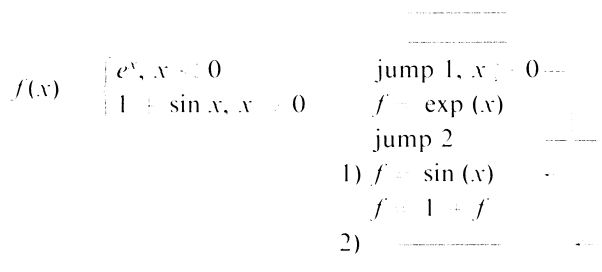 f(x) { e^x, x 0
1 + sin x, x 0
jump 1, x 0
f = exp (x)
jump 2
1) f = sin (x)
f = 1 + f
2)